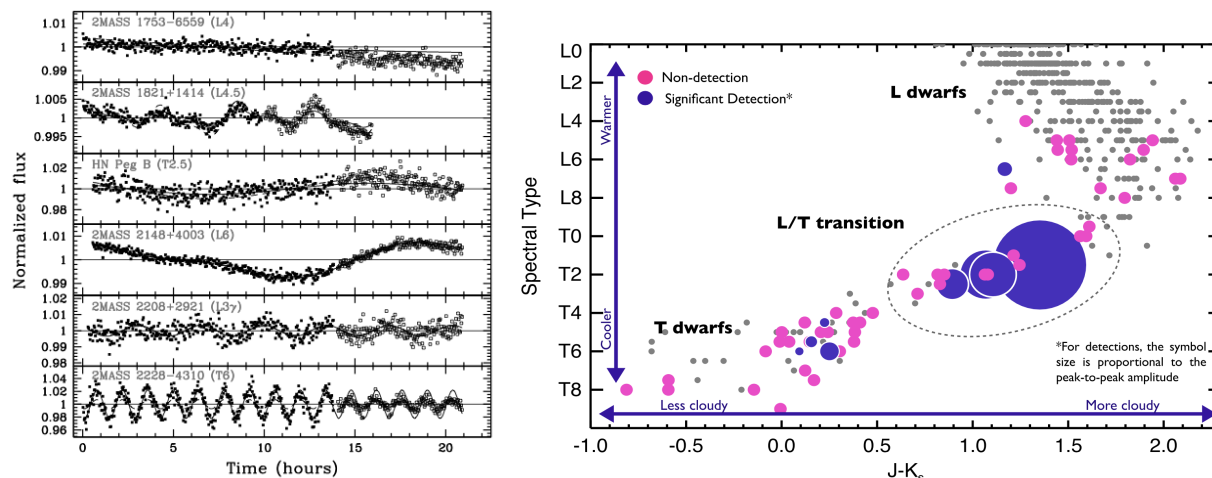 2MASS 1753−6559 (L4)
1.01
1
0.99
2MASS 1821+1414 (L4.5)
1.005
0.995
HN Peg B (T2.5)
1.02
1
0.98
2MASS 2148+4003 (L6)
1.01
1
0.99
2MASS 2208+2921 (L3γ)
1.02
1
0.98
2MASS 2228−4310 (T6)
1.04
1.02
1
0.98
0.96
0 5 10 15 20
Time (hours)
Normalized flux
L0
L2
L4
L6
L8
T0
T2
T4
T6
T8
Spectral Type
Warmer
Cooler
Non-detection
Significant Detection*
L dwarfs
L/T transition
T dwarfs
*For detections, the symbol
size is proportional to the
peak-to-peak amplitude
Less cloudy
More cloudy
-1.0 -0.5 0.0 0.5 1.0 1.5 2.0
J-Ks